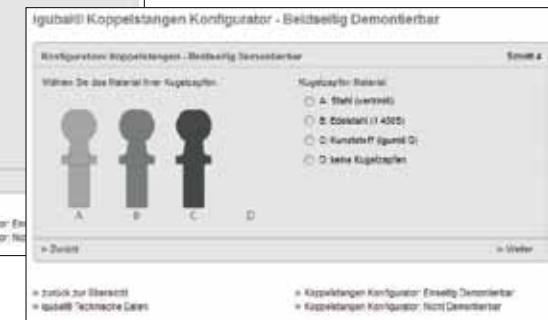 igubal® Koppelstangen Konfigurator - Beidseitig Demontierbar
Konfigurator: Koppelstangen - Beidseitig Demontierbar Schritt 4
Wählen Sie das Material Ihrer Kugelzapfen.
Kugelzapfen Material:
A: Stahl (verzinkt)
B: Edelstahl (1.4305)
C: Kunststoff (igumid G)
D: keine Kugelzapfen
A B C D
» Zurück » Weiter
» zurück zur Übersicht » Koppelstangen Konfigurator: Einseitig Demontierbar
» igubal® Technische Daten » Koppelstangen Konfigurator: Nicht Demontierbar